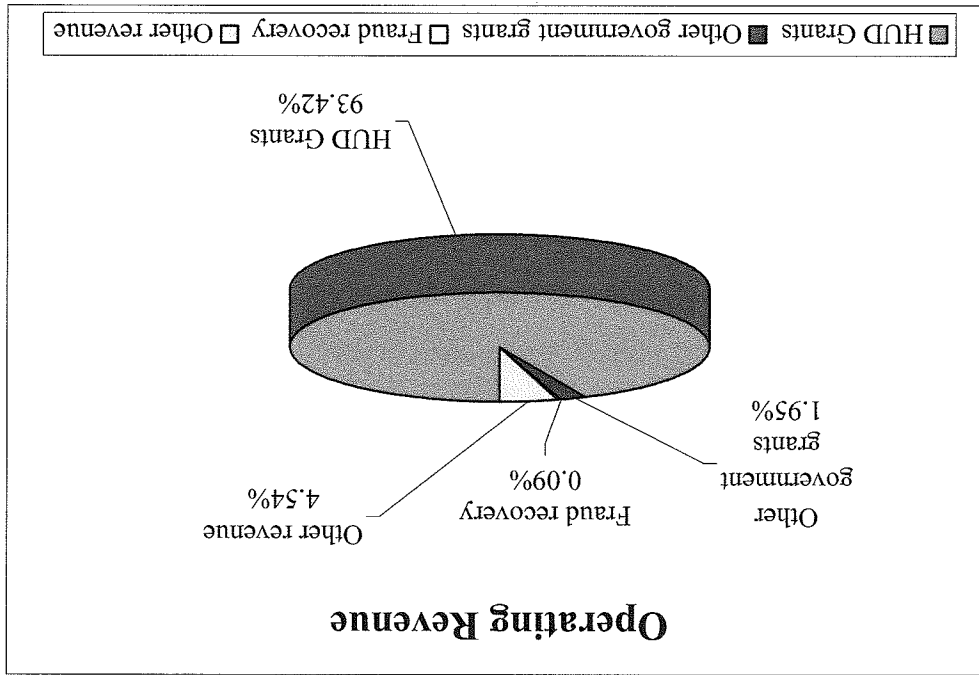 Operating Revenue
Other revenue
4.54%
Fraud recovery
0.09%
Other
government
grants
1.95%
HUD Grants
93.42%
HUD Grants Other government grants Fraud recovery Other revenue